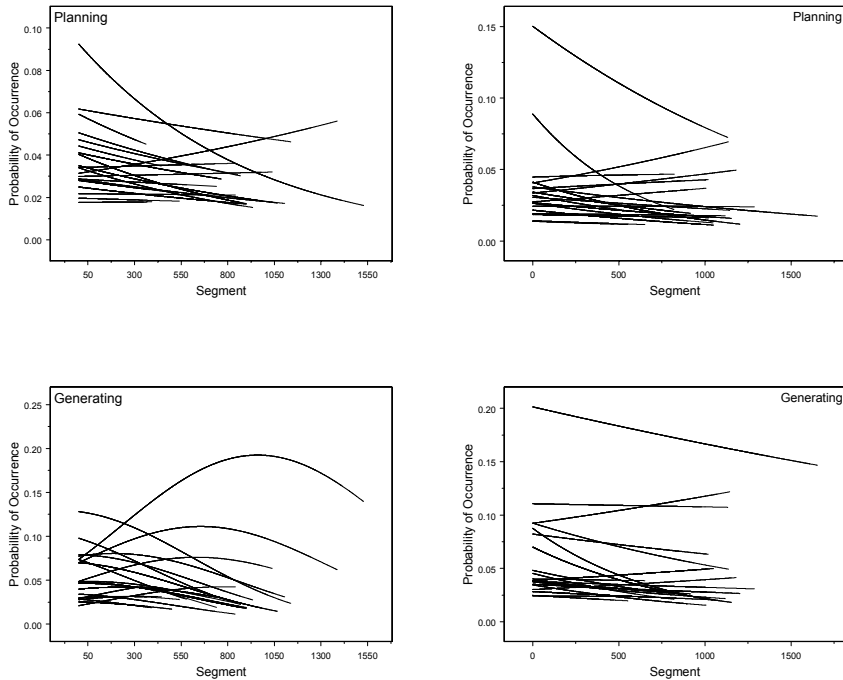 Planning
0.10
0.08
0.06
0.04
0.02
0.00
Probability of Occurrence
50 300 550 800 1050 1300 1550
Segment
Planning
0.15
0.10
0.05
0.00
Probability of Occurrence
0 500 1000 1500
Segment
Generating
0.25
0.20
0.15
0.10
0.05
0.00
Probability of Occurrence
50 300 550 800 1050 1300 1550
Segment
Generating
0.20
0.15
0.10
0.05
0.00
Probability of Occurrence
0 500 1000 1500
Segment